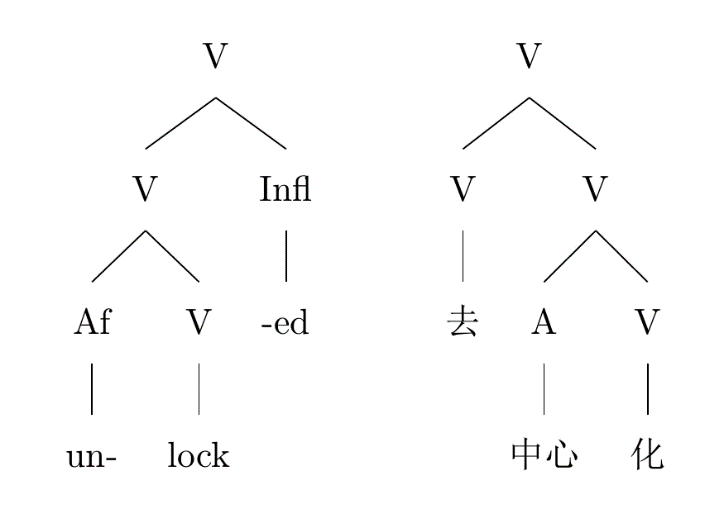 V V
V Infl V V
Af V -ed 去 A V
un- lock 中心 化